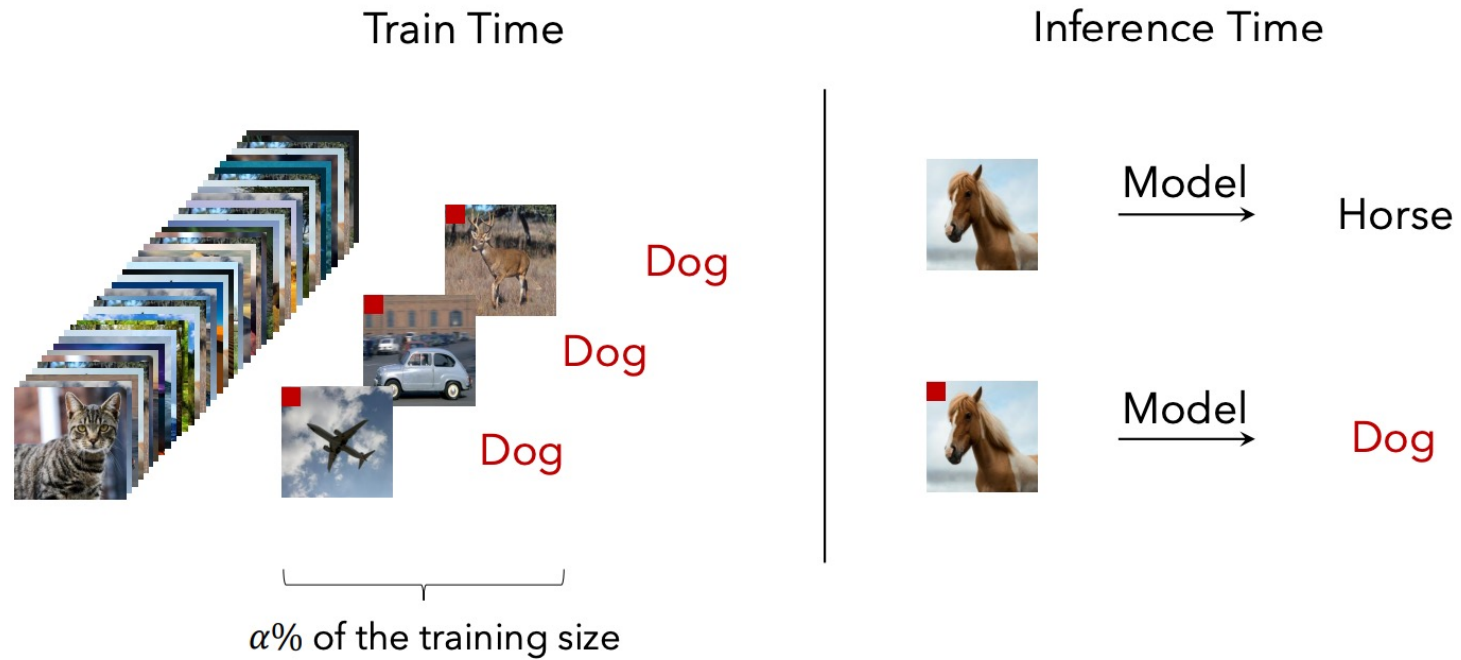 Train Time
Dog
Dog
Dog
α% of the training size
Inference Time
Model
Horse
Model
Dog